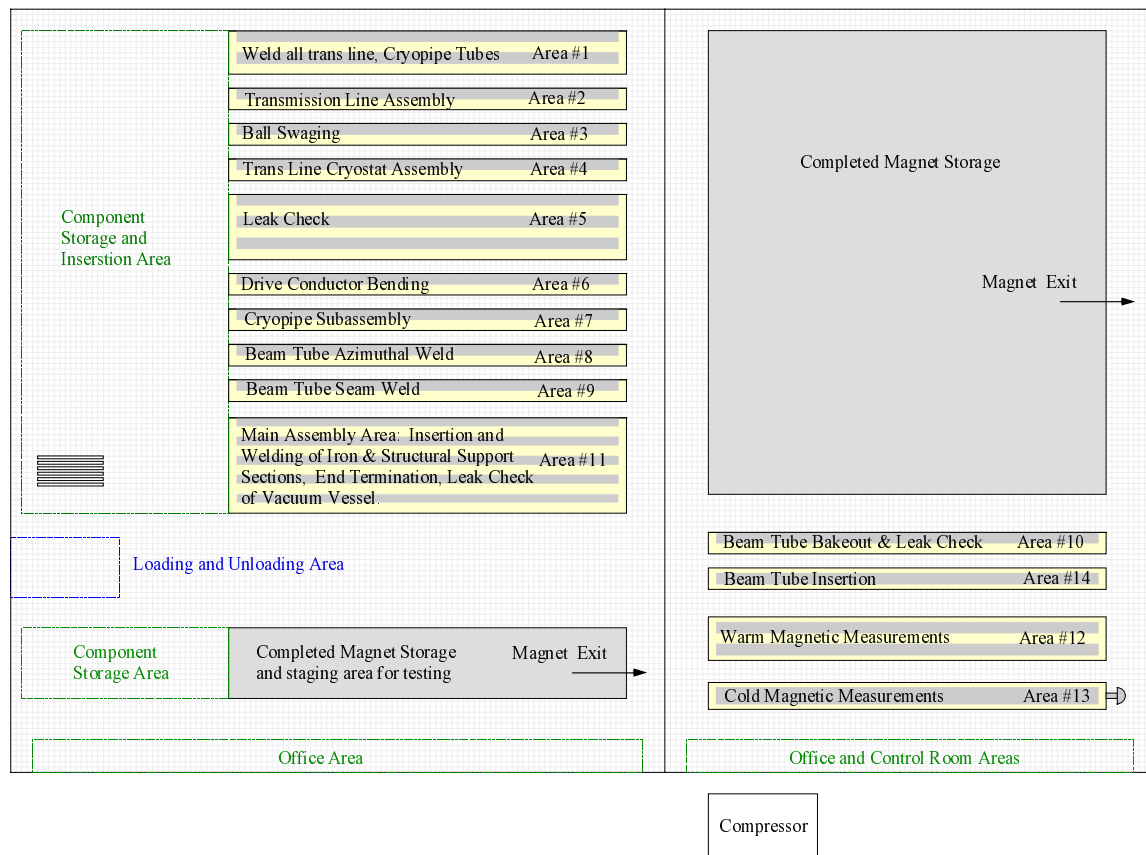 Weld all trans line, Cryopipe Tubes Area #1
Transmission Line Assembly Area #2
Ball Swaging Area #3
Trans Line Cryostat Assembly Area #4
Leak Check Area #5
Component
Storage and
Inserstion Area
Drive Conductor Bending Area #6
Cryopipe Subassembly Area #7
Beam Tube Azimuthal Weld Area #8
Beam Tube Seam Weld Area #9
Main Assembly Area: Insertion and
Welding of Iron & Structural Support
Sections, End Termination, Leak Check
of Vacuum Vessel.
Area #11
Loading and Unloading Area
Component
Storage Area
Completed Magnet Storage
and staging area for testing
Magnet Exit
Office Area
Completed Magnet Storage
Magnet Exit
Beam Tube Bakeout & Leak Check Area #10
Beam Tube Insertion Area #14
Warm Magnetic Measurements Area #12
Cold Magnetic Measurements Area #13
Office and Control Room Areas
Compressor